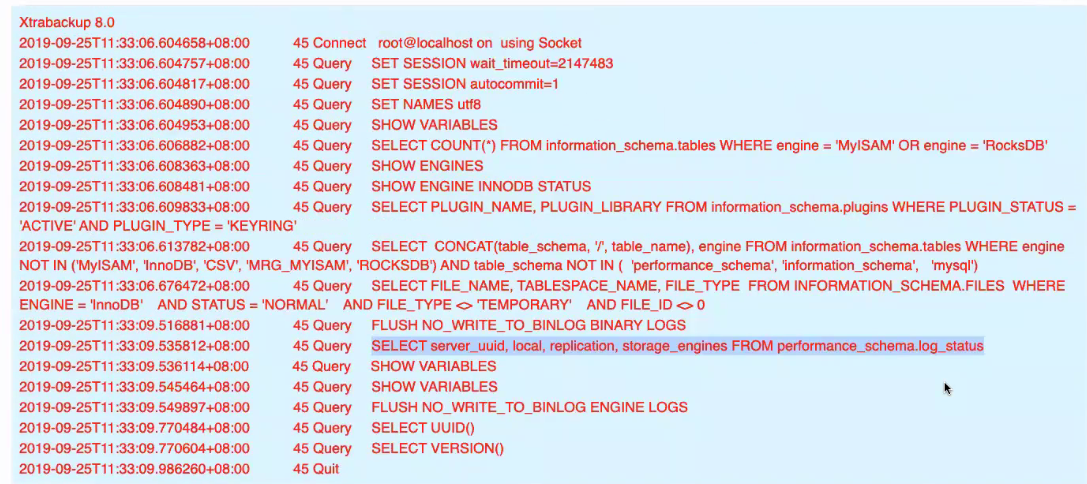 Xtrabackup 8.0
2019-09-25T11:33:06.604658+08:00 45 Connect root@localhost on using Socket
2019-09-25T11:33:06.604757+08:00 45 Query SET SESSION wait_timeout=2147483
2019-09-25T11:33:06.604817+08:00 45 Query SET SESSION autocommit=1
2019-09-25T11:33:06.604890+08:00 45 Query SET NAMES utf8
2019-09-25T11:33:06.604953+08:00 45 Query SHOW VARIABLES
2019-09-25T11:33:06.606882+08:00 45 Query SELECT COUNT(*) FROM information_schema.tables WHERE engine = 'MyISAM' OR engine = 'RocksDB'
2019-09-25T11:33:06.608363+08:00 45 Query SHOW ENGINES
2019-09-25T11:33:06.608481+08:00 45 Query SHOW ENGINE INNODB STATUS
2019-09-25T11:33:06.609833+08:00 45 Query SELECT PLUGIN_NAME, PLUGIN_LIBRARY FROM information_schema.plugins WHERE PLUGIN_STATUS =
'ACTIVE' AND PLUGIN_TYPE = 'KEYRING'
2019-09-25T11:33:06.613782+08:00 45 Query SELECT CONCAT(table_schema, '/', table_name), engine FROM information_schema.tables WHERE engine
NOT IN ('MyISAM', 'InnoDB', 'CSV', 'MRG_MYISAM', 'ROCKSDB') AND table_schema NOT IN ( 'performance_schema', 'information_schema', 'mysql')
2019-09-25T11:33:06.676472+08:00 45 Query SELECT FILE_NAME, TABLESPACE_NAME, FILE_TYPE FROM INFORMATION_SCHEMA.FILES WHERE
ENGINE = 'InnoDB' AND STATUS = 'NORMAL' AND FILE_TYPE <> 'TEMPORARY' AND FILE_ID <> 0
2019-09-25T11:33:09.516881+08:00 45 Query FLUSH NO_WRITE_TO_BINLOG BINARY LOGS
2019-09-25T11:33:09.535812+08:00 45 Query SELECT server_uuid, local, replication, storage_engines FROM performance_schema.log_status
2019-09-25T11:33:09.536114+08:00 45 Query SHOW VARIABLES
2019-09-25T11:33:09.545464+08:00 45 Query SHOW VARIABLES
2019-09-25T11:33:09.549897+08:00 45 Query FLUSH NO_WRITE_TO_BINLOG ENGINE LOGS
2019-09-25T11:33:09.770484+08:00 45 Query SELECT UUID()
2019-09-25T11:33:09.770604+08:00 45 Query SELECT VERSION()
2019-09-25T11:33:09.986260+08:00 45 Quit